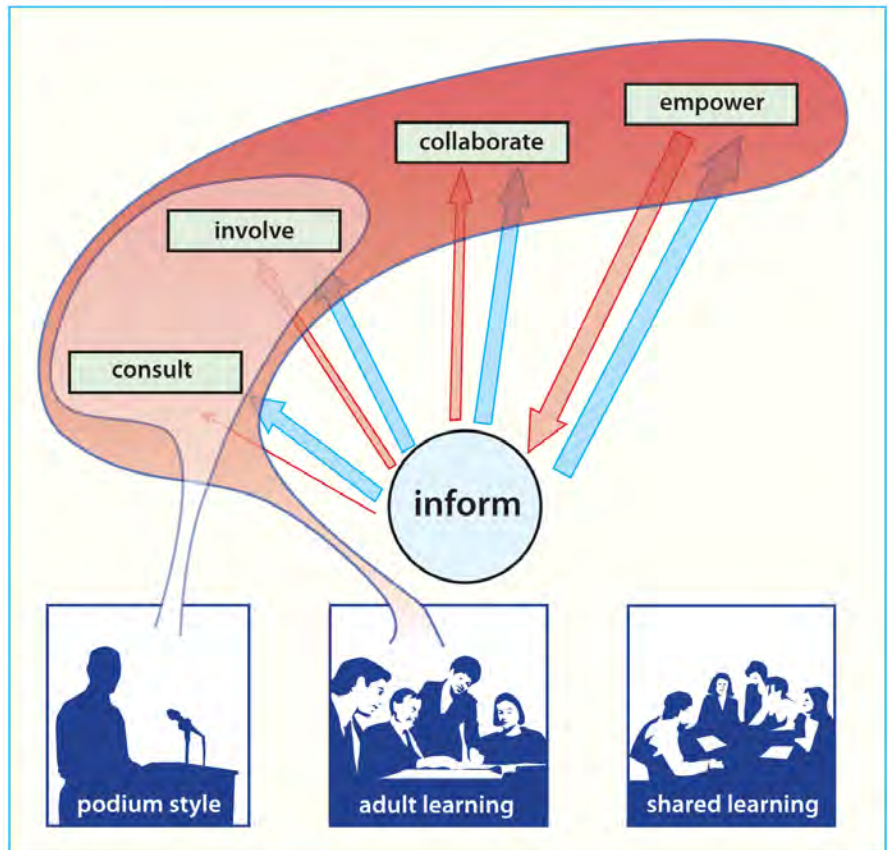 empower
collaborate
involve
consult
inform
podium style
adult learning
shared learning